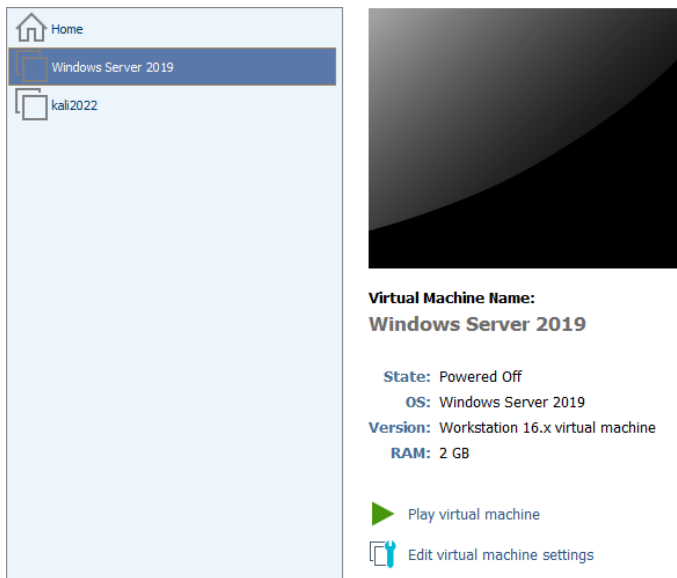 Home
Windows Server 2019
kali2022
Virtual Machine Name:
Windows Server 2019
State: Powered Off
OS: Windows Server 2019
Version: Workstation 16.x virtual machine
RAM: 2 GB
Play virtual machine
Edit virtual machine settings